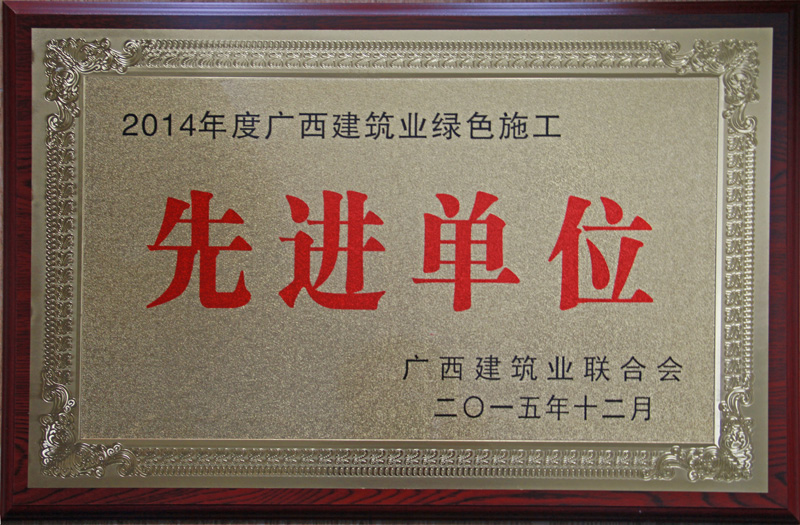 2014年度广西建筑业绿色施工
先进单位
广西建筑业联合会
二〇一五年十二月